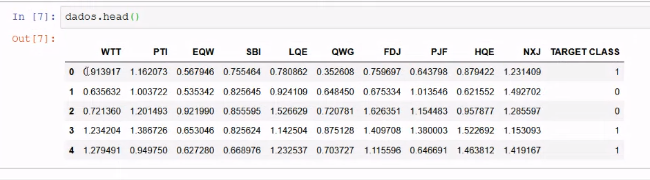 In [7]: dados.head()
Out[7]:
WTT PTI EQW SBI LQE QWG FDJ PJF HQE NXJ TARGET CLASS
0 0.913917 1.162073 0.567946 0.755464 0.780862 0.352608 0.759697 0.643798 0.879422 1.231409 1
1 0.635632 1.003722 0.535342 0.825645 0.924109 0.648450 0.675334 1.013546 0.621552 1.492702 0
2 0.721360 1.201493 0.921990 0.855595 1.526629 0.720781 1.626351 1.154483 0.957877 1.285597 0
3 1.234204 1.386726 0.653046 0.825624 1.142504 0.875128 1.409708 1.380003 1.522692 1.153093 1
4 1.279491 0.949750 0.627280 0.668976 1.232537 0.703727 1.115596 0.646691 1.463812 1.419167 1